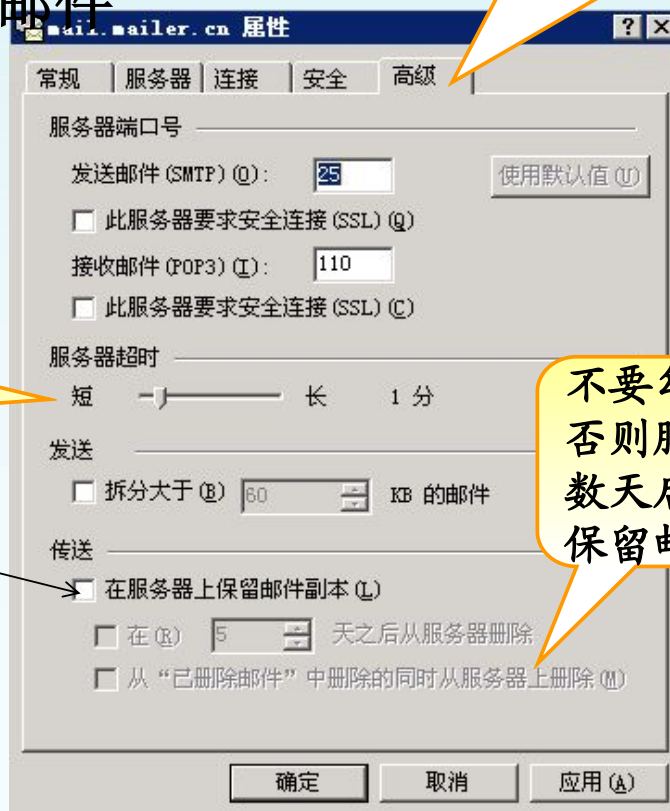 邮件
mail.mailer.cn 属性
常规 服务器 连接 安全 高级
服务器端口号
发送邮件(SMTP)(O): 25 使用默认值(U)
此服务器要求安全连接(SSL)(Q)
接收邮件(POP3)(I): 110
此服务器要求安全连接(SSL)(C)
服务器超时
短 长 1 分
发送
拆分大于(B) 60 KB 的邮件
传送
在服务器上保留邮件副本(L)
在(R) 5 天之后从服务器删除
从“已删除邮件”中删除的同时从服务器上删除(M)
确定 取消 应用(A)
不要
否则
数天后
保留